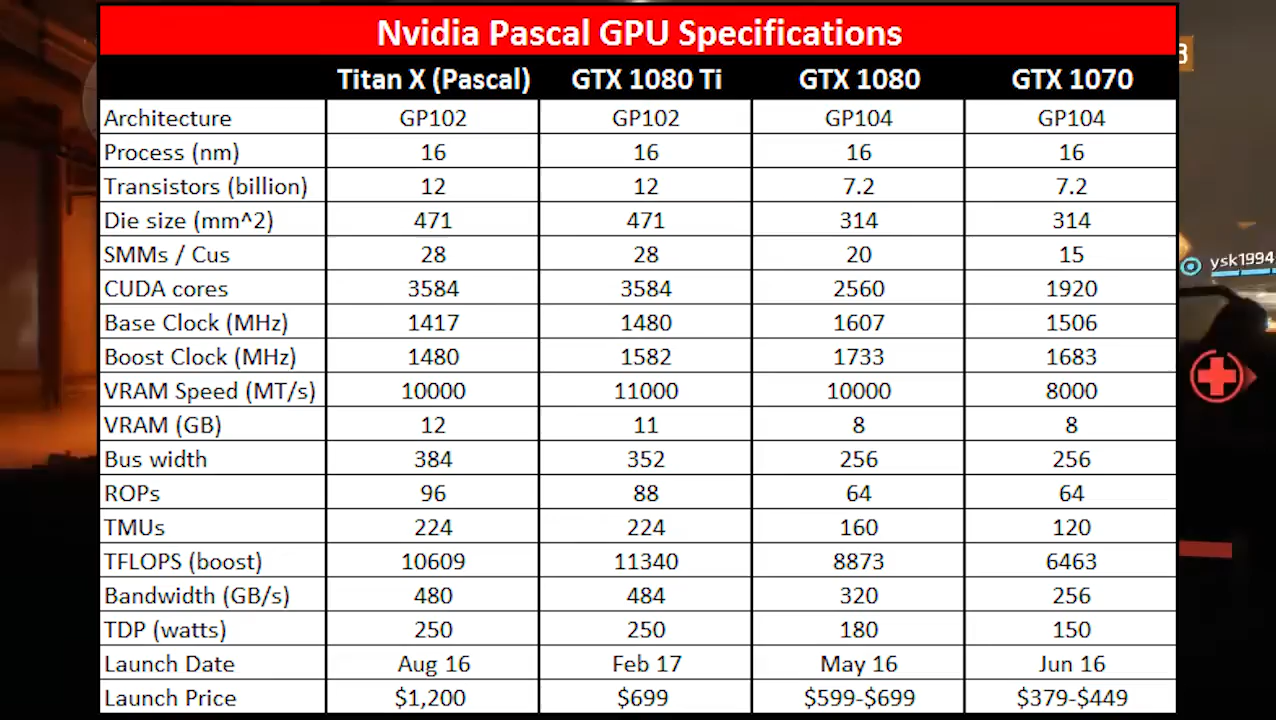 Nvidia Pascal GPU Specifications
Titan X (Pascal) GTX 1080 Ti GTX 1080 GTX 1070
Architecture GP102 GP102 GP104 GP104
Process (nm) 16 16 16 16
Transistors (billion) 12 12 7.2 7.2
Die size (mm^2) 471 471 314 314
SMMs / Cus 28 28 20 15
CUDA cores 3584 3584 2560 1920
Base Clock (MHz) 1417 1480 1607 1506
Boost Clock (MHz) 1480 1582 1733 1683
VRAM Speed (MT/s) 10000 11000 10000 8000
VRAM (GB) 12 11 8 8
Bus width 384 352 256 256
ROPs 96 88 64 64
TMUs 224 224 160 120
TFLOPS (boost) 10609 11340 8873 6463
Bandwidth (GB/s) 480 484 320 256
TDP (watts) 250 250 180 150
Launch Date Aug 16 Feb 17 May 16 Jun 16
Launch Price $1,200 $699 $599-$699 $379-$449
ysk1994